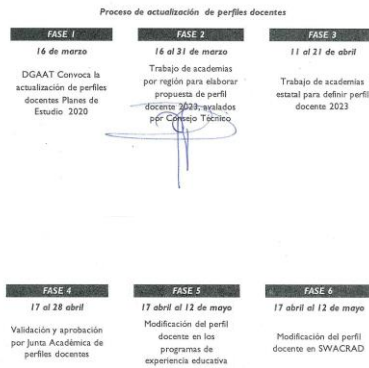 Proceso de actualización de perfiles docentes
FASE 1
16 de marzo
DGAAT Convoca la
actualización de perfiles
docentes Planes de
Estudio 2020
FASE 2
16 al 31 de marzo
Trabajo de academias
por región para elaborar
propuesta de perfil
docente 2023, avalados
por Consejo Técnico
FASE 3
11 al 21 de abril
Trabajo de academias
estatal para definir perfil
docente 2023
FASE 4
17 al 28 abril
Validación y aprobación
por Junta Académica de
perfiles docentes
FASE 5
17 abril al 12 de mayo
Modificación del perfil
docente en los
programas de
experiencia educativa
FASE 6
17 abril al 12 de mayo
Modificación del perfil
docente en SWACRAD